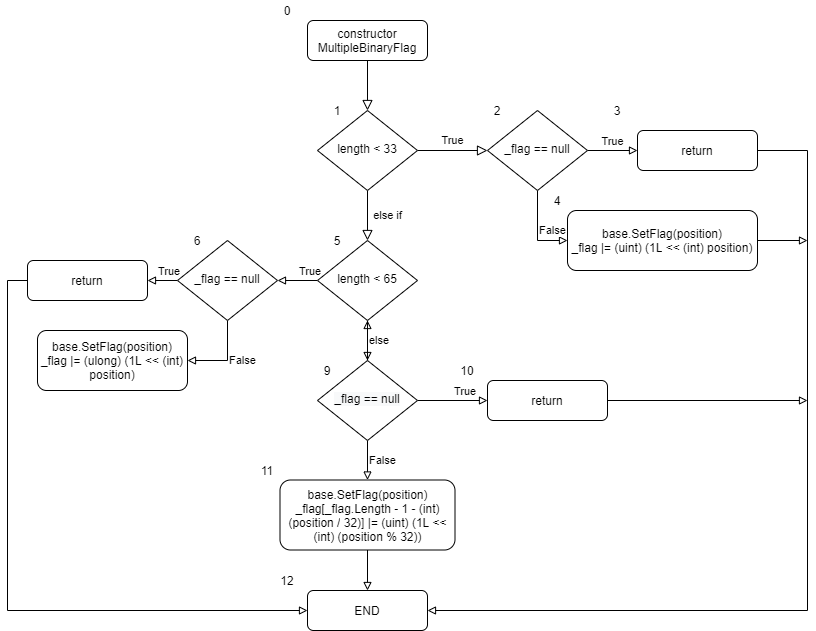 0
constructor
MultipleBinaryFlag
1
length < 33
True
2
_flag == null
True
3
return
4
False
base.SetFlag(position)
_flag |= (uint) (1L << (int) position)
else if
5
length < 65
True
6
_flag == null
True
return
False
base.SetFlag(position)
_flag |= (ulong) (1L << (int)
position)
else
9
_flag == null
True
10
return
False
11
base.SetFlag(position)
_flag[_flag.Length - 1 - (int)
(position / 32)] |= (uint) (1L <<
(int) (position % 32))
12
END